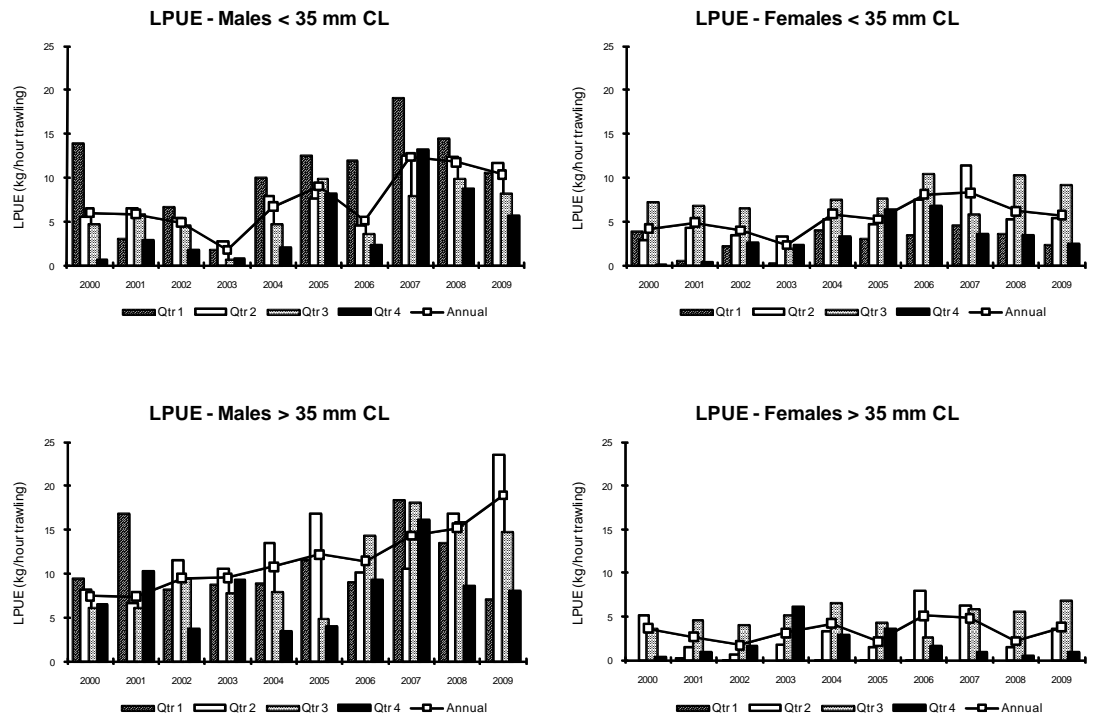 LPUE - Males < 35 mm CL
LPUE (kg/hour trawling)
25
20
15
10
5
0
2000 2001 2002 2003 2004 2005 2006 2007 2008 2009
Qtr 1 Qtr 2 Qtr 3 Qtr 4 Annual
LPUE - Females < 35 mm CL
LPUE (kg/hour trawling)
25
20
15
10
5
0
2000 2001 2002 2003 2004 2005 2006 2007 2008 2009
Qtr 1 Qtr 2 Qtr 3 Qtr 4 Annual
LPUE - Males > 35 mm CL
LPUE (kg/hour trawling)
25
20
15
10
5
0
2000 2001 2002 2003 2004 2005 2006 2007 2008 2009
Qtr 1 Qtr 2 Qtr 3 Qtr 4 Annual
LPUE - Females > 35 mm CL
LPUE (kg/hour trawling)
25
20
15
10
5
0
2000 2001 2002 2003 2004 2005 2006 2007 2008 2009
Qtr 1 Qtr 2 Qtr 3 Qtr 4 Annual